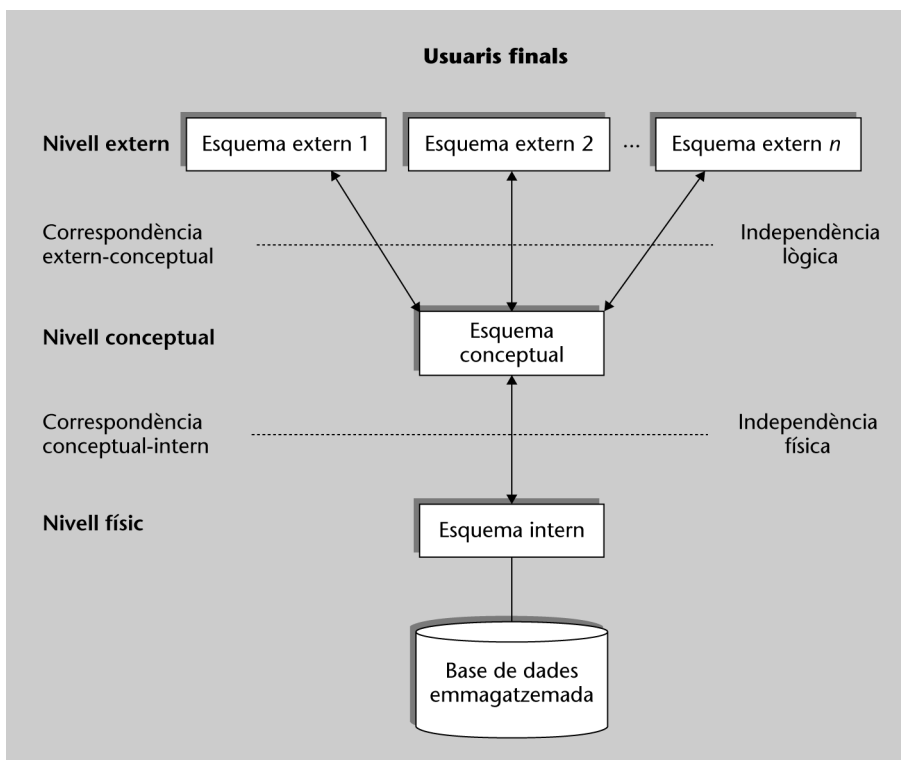 Usuaris finals
Nivell extern
Esquema extern 1
Esquema extern 2
...
Esquema extern n
Correspondència
extern-conceptual
Independència
lògica
Nivell conceptual
Esquema
conceptual
Correspondència
conceptual-intern
Independència
física
Nivell físic
Esquema intern
Base de dades
emmagatzemada